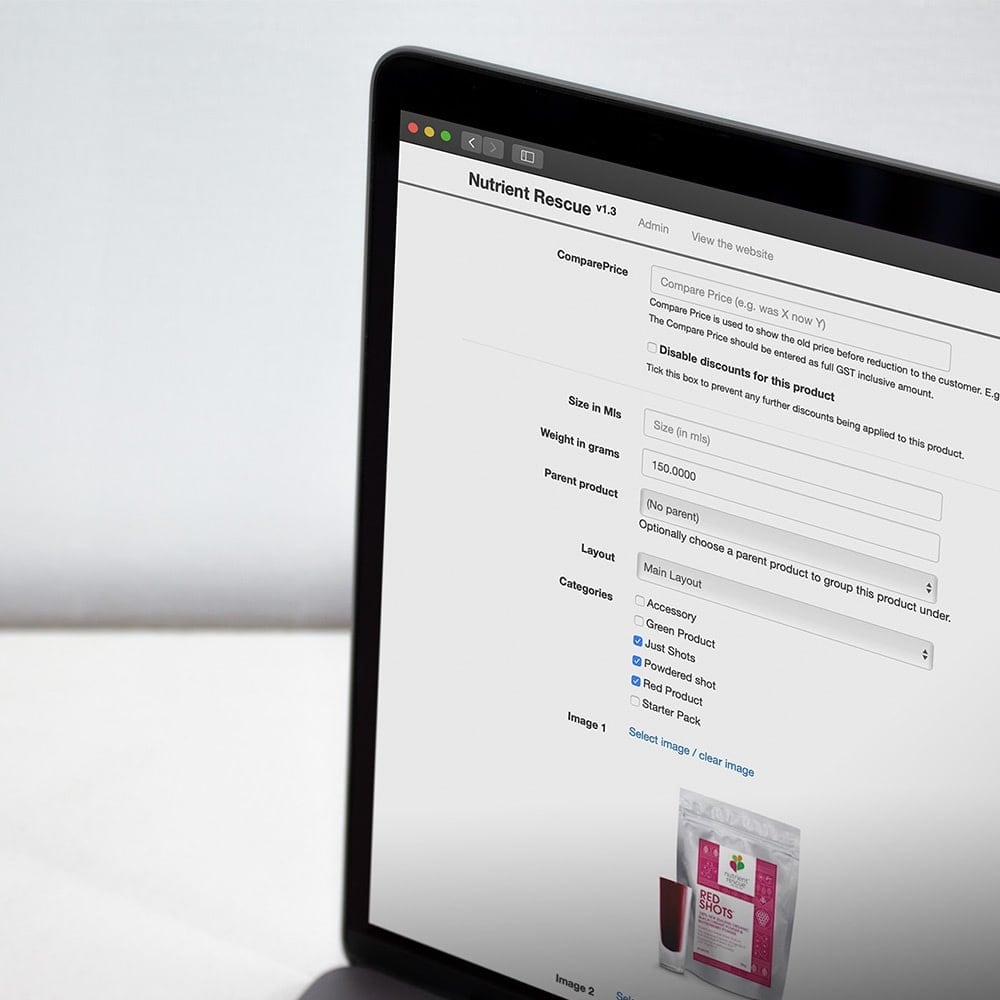 Nutrient Rescue v1.3
Admin
View the website
ComparePrice
Compare Price (e.g. was X now Y)
Compare Price is used to show the old price before reduction to the customer. E.g
The Compare Price should be entered as full GST inclusive amount.
Disable discounts for this product
Tick this box to prevent any further discounts being applied to this product.
Size in Mls
Size (in mls)
Weight in grams
150.0000
Parent product
(No parent)
Optionally choose a parent product to group this product under.
Layout
Main Layout
Categories
Accessory
Green Product
Just Shots
Powdered shot
Red Product
Starter Pack
Image 1
Select image / clear image
nutrient
rescue
RED
SHOTS
Image 2